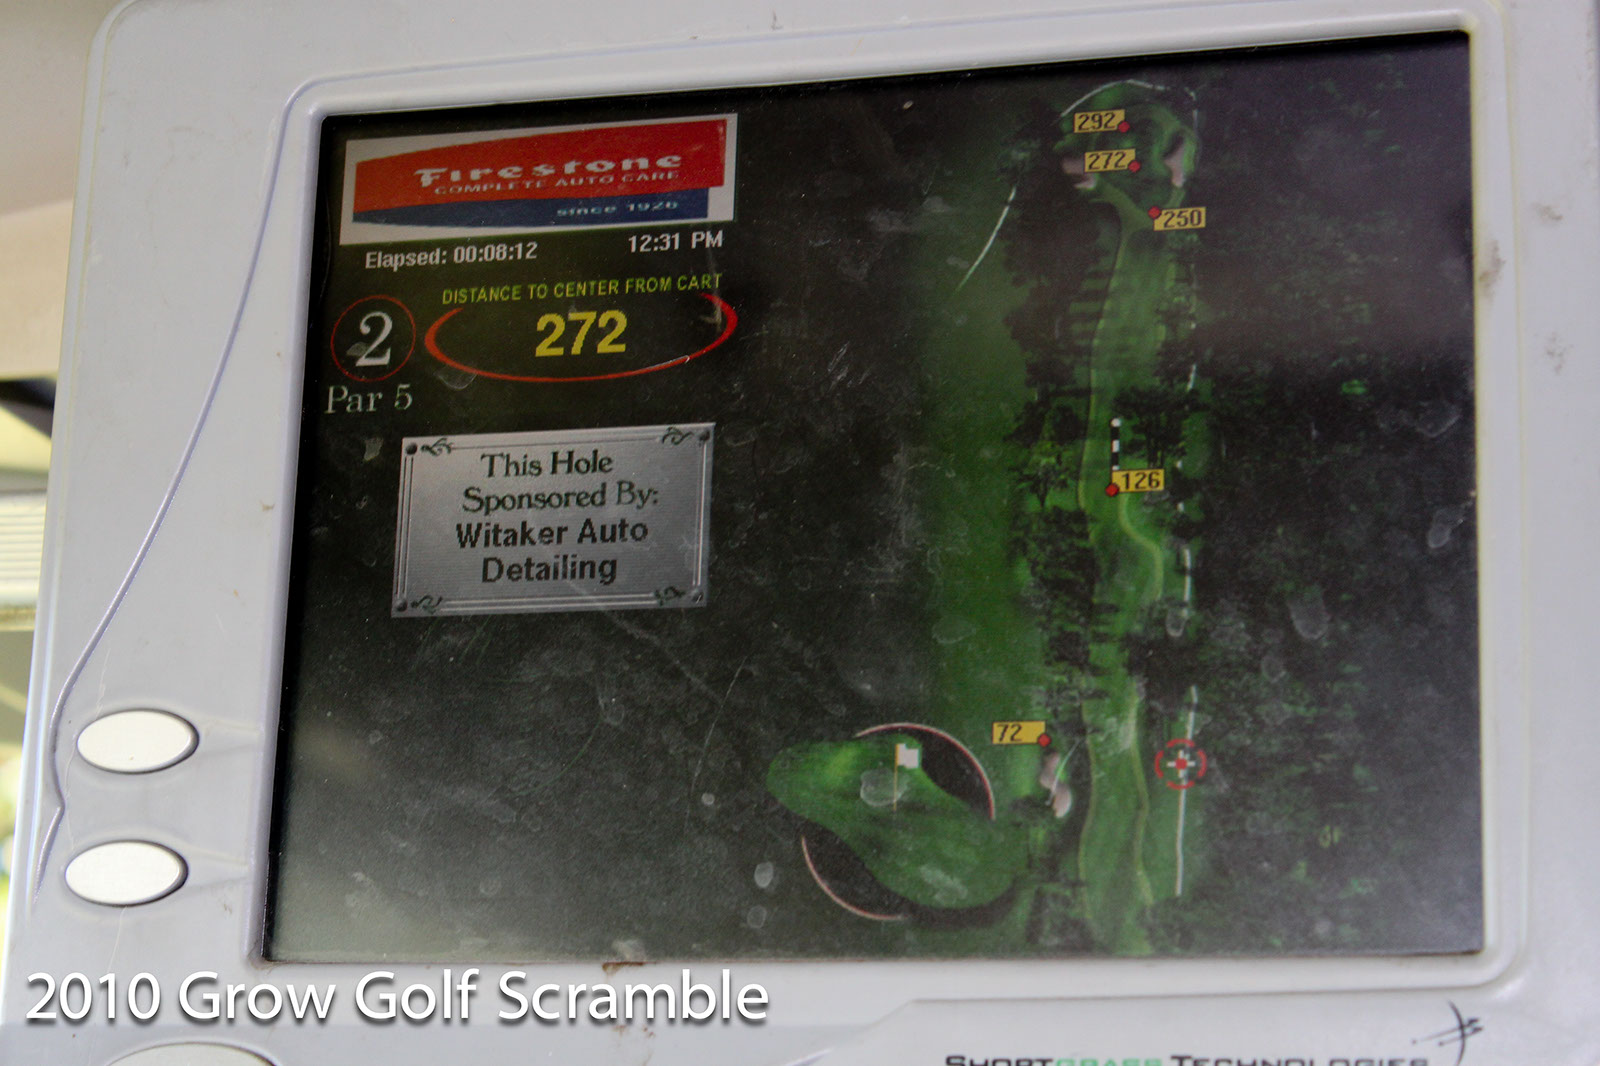 Firestone
COMPLETE AUTO CARE
since 1926
Elapsed: 00:08:12
12:31 PM
DISTANCE TO CENTER FROM CART
2
272
Par 5
This Hole
Sponsored By:
Witaker Auto
Detailing
292
272
250
126
72
2010 Grow Golf Scramble
SHORTGRASS TECHNOLOGIES